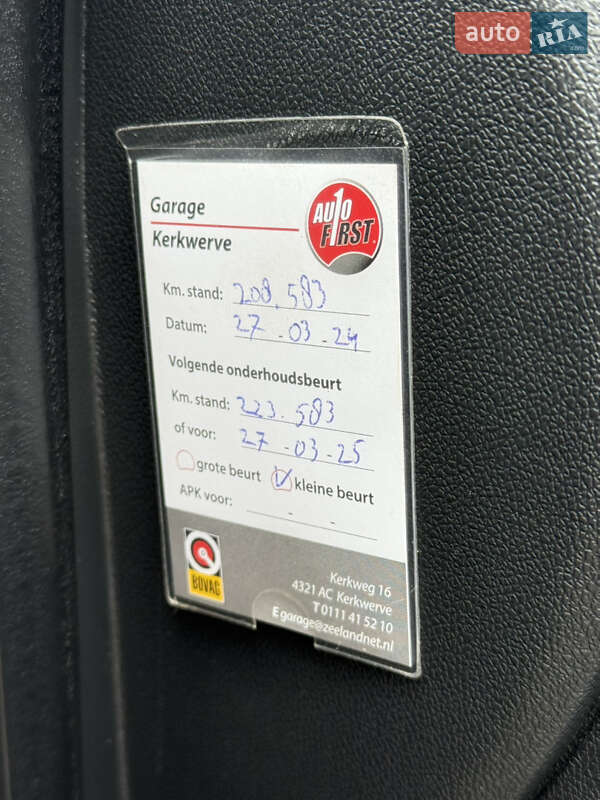 auto RIA
.com
Garage
Kerkwerve
AUTO
FIRST
Km. stand: 208.583
Datum: 27-03-24
Volgende onderhoudsbeurt
Km. stand: 223.583
of voor: 27-03-25
grote beurt kleine beurt
APK voor: - -
BOVAG
Kerkweg 16
4321 AC Kerkwerve
T 0111 41 52 10
E garage@zeelandnet.nl